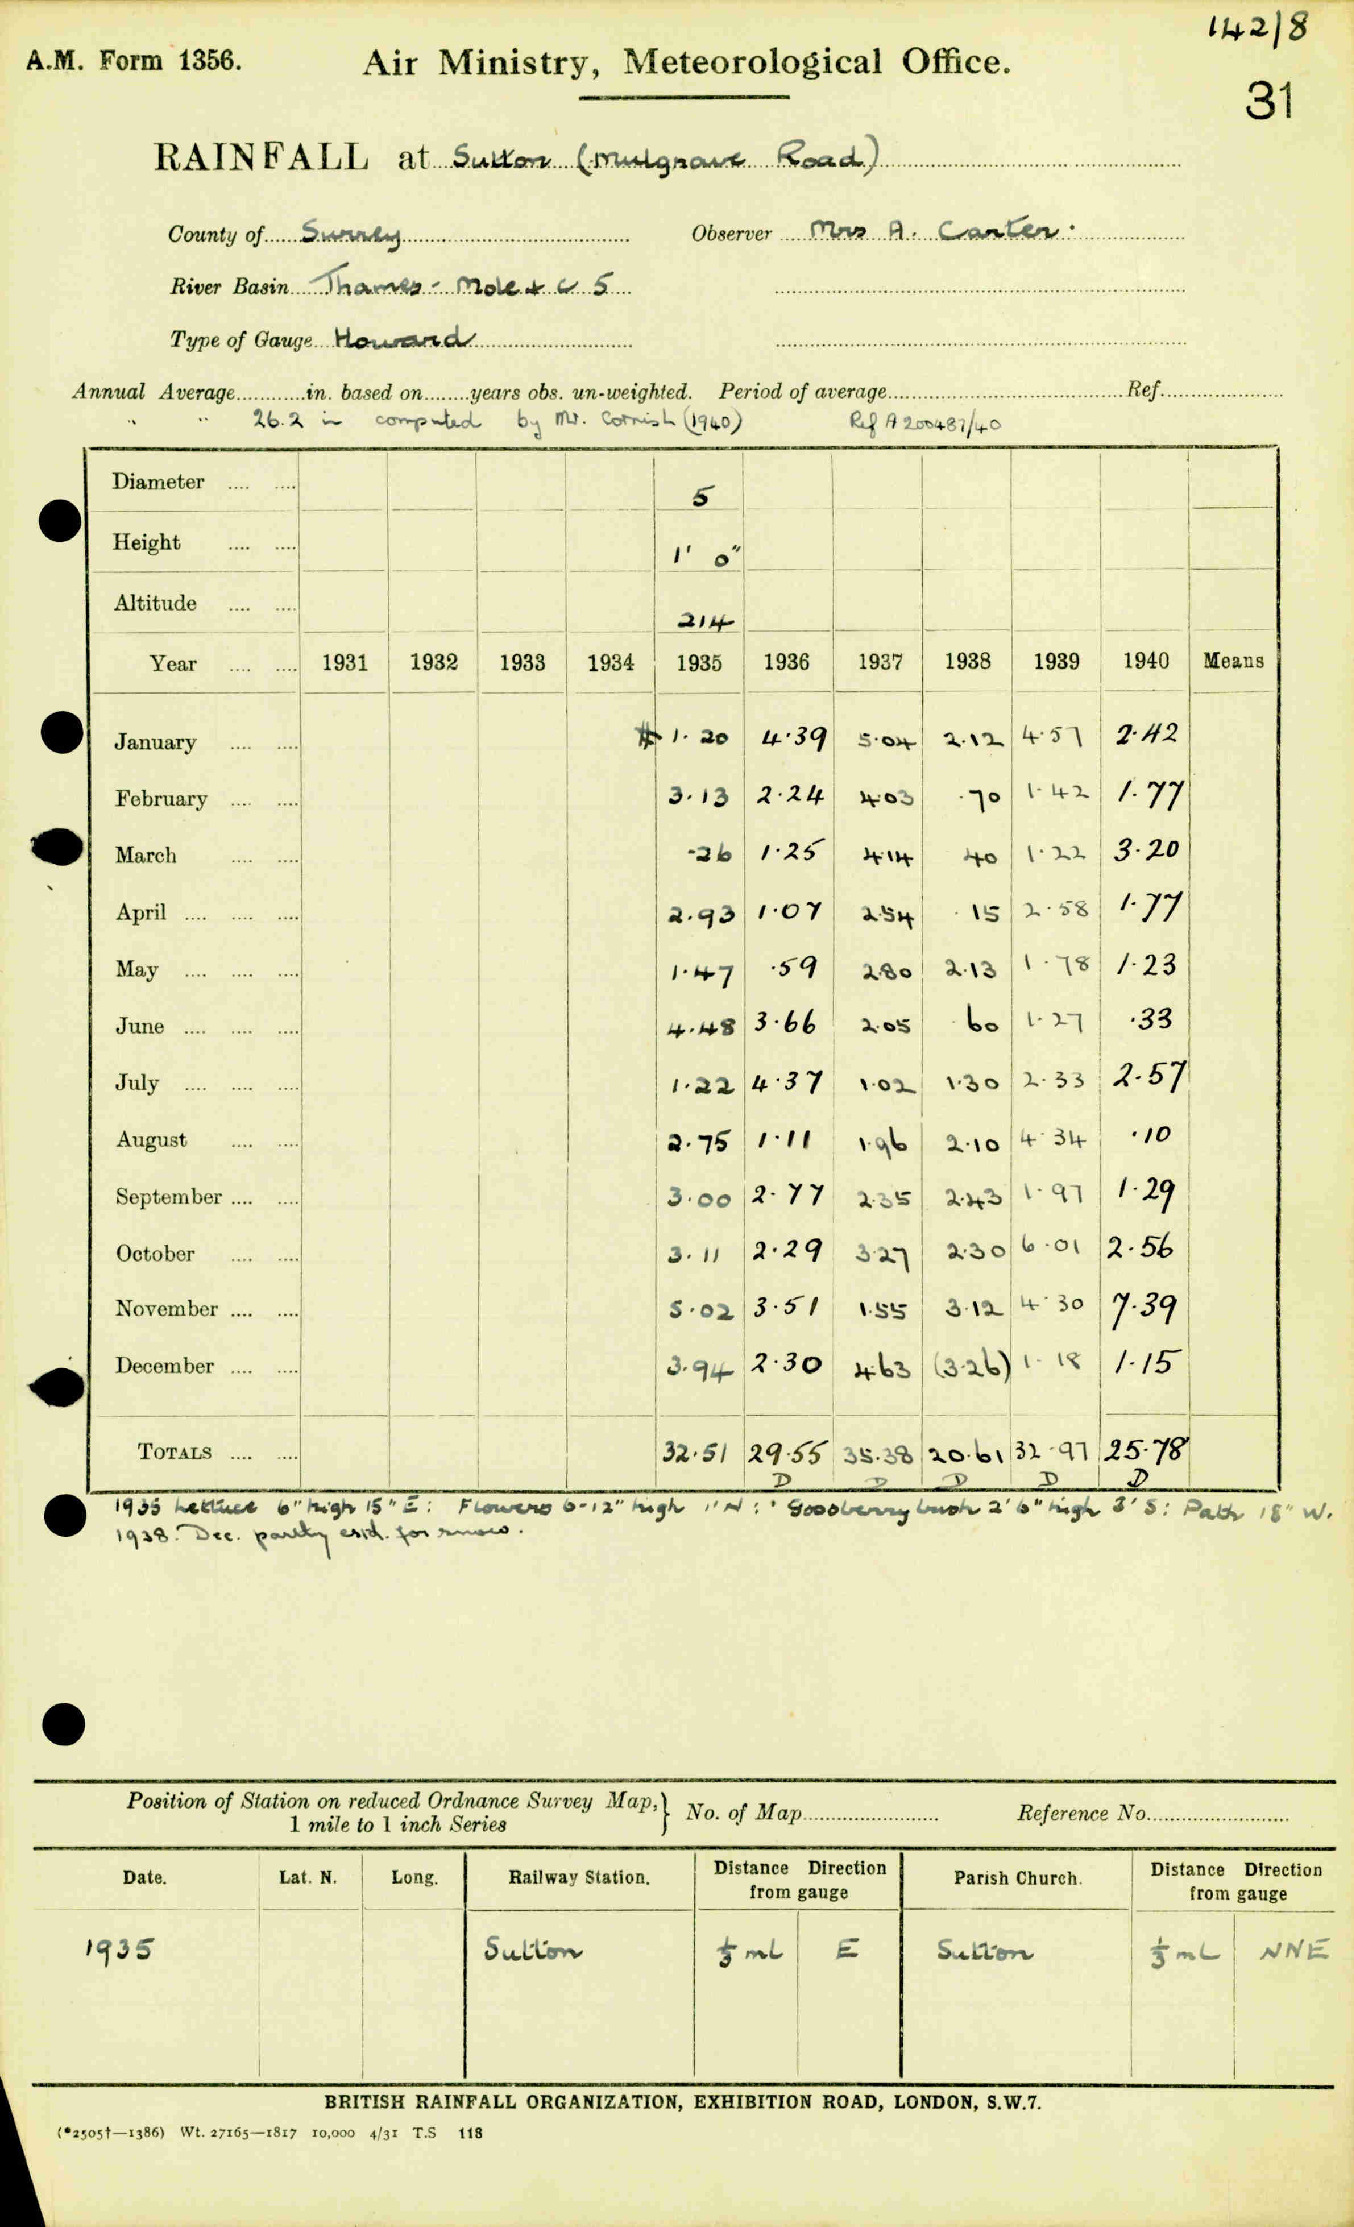 142/8
A.M. Form 1356. Air Ministry, Meteorological Office.
31
RAINFALL at Sutton (Mulgrave Road)
County of Surrey Observer Mrs A. Carter.
River Basin Thames - Mole + C 5
Type of Gauge Howard
Annual Average............in. based on........years obs. un-weighted. Period of average............Ref............
" " 26.2 in computed by Mr. Cornish (1940) Ref A 200487/40
Diameter .... .... 5
Height .... .... 1' 0"
Altitude .... .... 214
Year .... .... 1931 1932 1933 1934 1935 1936 1937 1938 1939 1940 Means
January .... .... 1.20 4.39 5.04 2.12 4.57 2.42
February .... .... 3.13 2.24 4.03 .70 1.42 1.77
March .... .... .26 1.25 4.14 .40 1.22 3.20
April .... .... .... 2.93 1.07 2.54 .15 2.58 1.77
May .... .... .... 1.47 .59 2.80 2.13 1.78 1.23
June .... .... .... 4.48 3.66 2.05 .60 1.27 .33
July .... .... .... 1.22 4.37 1.02 1.30 2.33 2.57
August .... .... 2.75 1.11 1.96 2.10 4.34 .10
September .... .... 3.00 2.77 2.35 2.43 1.97 1.29
October .... .... 3.11 2.29 3.27 2.30 6.01 2.56
November .... .... 5.02 3.51 1.55 3.12 4.30 7.39
December .... .... 3.94 2.30 4.63 (3.26) 1.18 1.15
TOTALS .... .... 32.51 29.55 35.38 20.61 32.97 25.78
D D D D D
1935 Lettuce 6" high 15" E: Flowers 6-12" high 1" N: Gooseberry bush 2' 6" high 3' S: Path 18" W.
1938. Dec. partly estd. for snow.
Position of Station on reduced Ordnance Survey Map, } No. of Map............ Reference No............
1 mile to 1 inch Series
Date. Lat. N. Long. Railway Station. Distance Direction from gauge Parish Church. Distance Direction from gauge
1935 Sutton 1/3 ml E Sutton 1/3 ml NNE
BRITISH RAINFALL ORGANIZATION, EXHIBITION ROAD, LONDON, S.W.7.
(*2505†—1386) Wt. 27165—1817 10,000 4/31 T.S 118